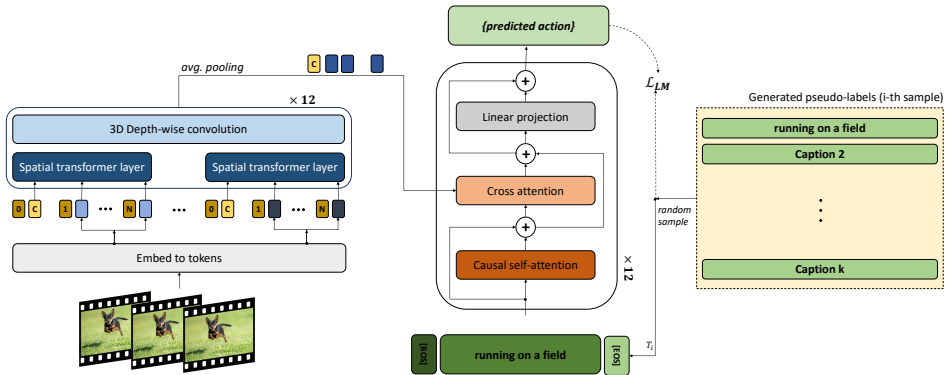 {predicted action}
avg. pooling
C
ℒ_LM
× 12
Generated pseudo-labels (i-th sample)
3D Depth-wise convolution
Linear projection
running on a field
Caption 2
Spatial transformer layer
Spatial transformer layer
Cross attention
0 C 1 ••• N ••• 0 C 1 ••• N
random
sample
Embed to tokens
Causal self-attention
× 12
Caption k
[BOS]
running on a field
[EOS]
T_i